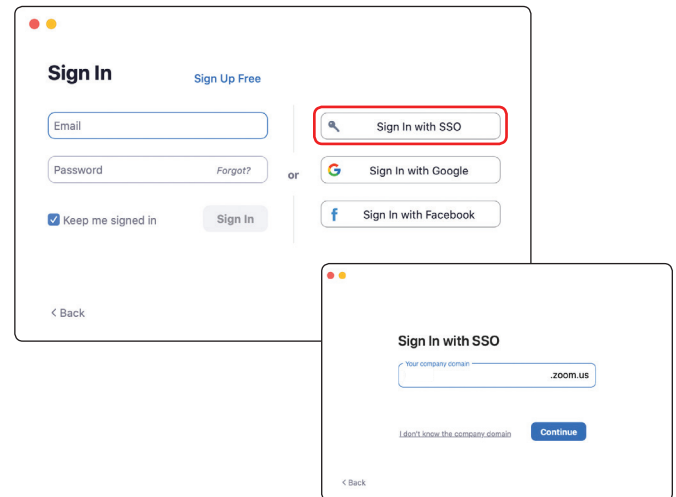 Sign In
Sign Up Free
Email
Password
Forgot?
Keep me signed in
Sign In
or
Sign In with SSO
Sign In with Google
Sign In with Facebook
< Back
Sign In with SSO
Your company domain
.zoom.us
I don't know the company domain
Continue
< Back